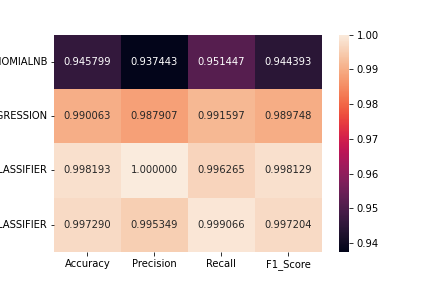 OMIALNB 0.945799 0.937443 0.951447 0.944393
GRESSION 0.990063 0.987907 0.991597 0.989748
LASSIFIER 0.998193 1.000000 0.996265 0.998129
LASSIFIER 0.997290 0.995349 0.999066 0.997204
Accuracy Precision Recall F1_Score
1.00
0.99
0.98
0.97
0.96
0.95
0.94